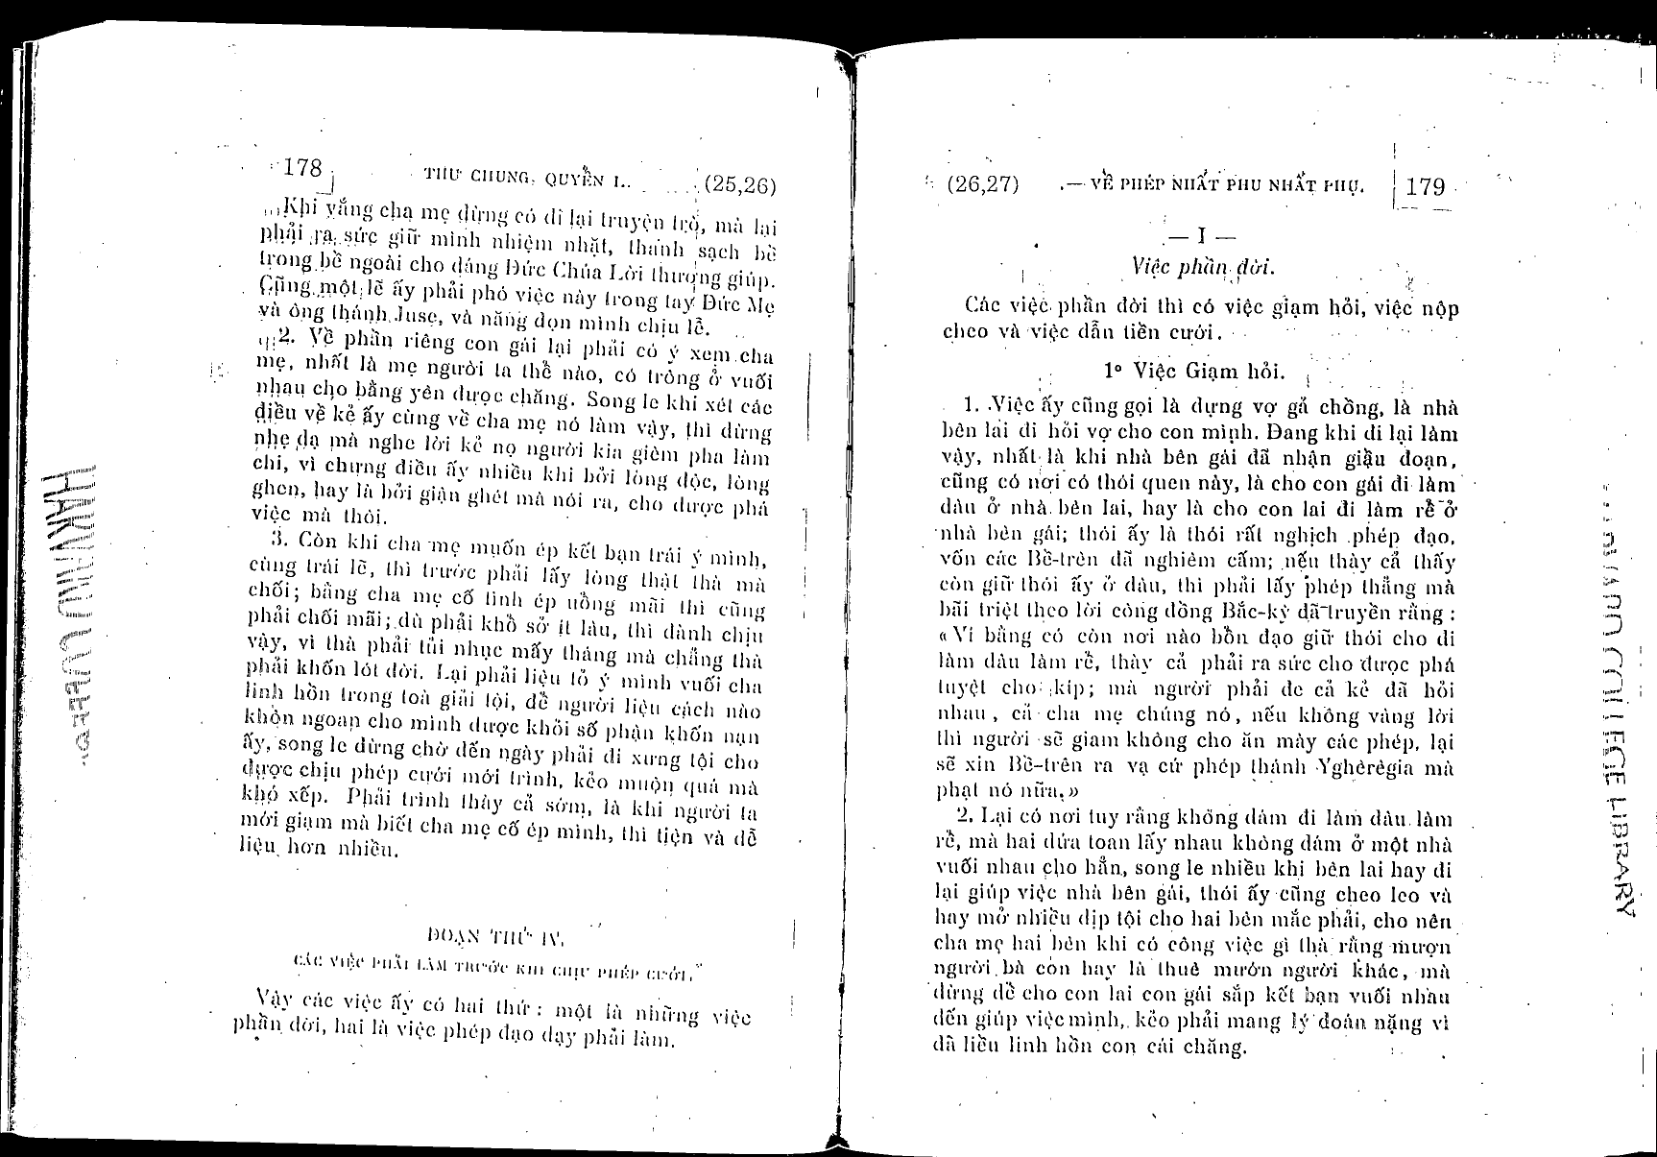 178 THƯ CHUNG, QUYỂN I. (25,26)
Khi vắng cha mẹ đừng có đi lại truyện trò, mà lại
phải ra sức giữ mình nhiệm nhặt, thanh sạch bề
trong bề ngoài cho đáng Đức Chúa Lời thượng giúp.
Cũng một lẽ ấy phải phó việc này trong tay Đức Mẹ
và ông thánh Juse, và năng dọn mình chịu lễ.
2. Về phần riêng con gái lại phải có ý xem cha
mẹ, nhất là mẹ người ta thể nào, có tròng ở vuối
nhau cho bằng yên được chăng. Song le khi xét các
điều về kẻ ấy cùng về cha mẹ nó làm vậy, thì đừng
nhẹ dạ mà nghe lời kẻ nọ người kia gièm pha làm
chi, vì chưng điều ấy nhiều khi bởi lòng độc, lòng
ghen, hay là bởi giận ghét mà nói ra, cho được phá
việc mà thôi.
3. Còn khi cha mẹ muốn ép kết bạn trái ý mình,
cùng trái lẽ, thì trước phải lấy lòng thật thà mà
chối; bằng cha mẹ cố tình ép uổng mãi thì cũng
phải chối mãi; dù phải khổ sở ít lâu, thì đành chịu
vậy, vì thà phải tủi nhục mấy tháng mà chẳng thà
phải khốn lót đời. Lại phải liệu tỏ ý mình vuối cha
linh hồn trong toà giải tội, để người liệu cách nào
khôn ngoan cho mình được khỏi số phận khốn nạn
ấy, song le đừng chờ đến ngày phải đi xưng tội cho
được chịu phép cưới mới trình, kẻo muộn quá mà
khó xếp. Phải trình thày cả sớm, là khi người ta
mới giạm mà biết cha mẹ cố ép mình, thì tiện và dễ
liệu hơn nhiều.
ĐOẠN THỨ IV.
CÁC VIỆC PHẢI LÀM TRƯỚC KHI CHỊU PHÉP CƯỚI.
Vậy các việc ấy có hai thứ : một là những việc
phần đời, hai là việc phép đạo dạy phải làm.
(26,27) — VỀ PHÉP NHẤT PHU NHẤT PHỤ. 179
— I —
Việc phần đời.
Các việc phần đời thì có việc giạm hỏi, việc nộp
cheo và việc dẫn tiền cưới.
1º Việc Giạm hỏi.
1. Việc ấy cũng gọi là dựng vợ gả chồng, là nhà
bên lai đi hỏi vợ cho con mình. Đang khi đi lại làm
vậy, nhất là khi nhà bên gái đã nhận giầu đoạn,
cũng có nơi có thói quen này, là cho con gái đi làm
dâu ở nhà bên lai, hay là cho con lai đi làm rể ở
nhà bên gái; thói ấy là thói rất nghịch phép đạo,
vốn các Bề-trên đã nghiêm cấm; nếu thày cả thấy
còn giữ thói ấy ở đâu, thì phải lấy phép thẳng mà
bãi triệt theo lời công đồng Bắc-kỳ đã truyền rằng :
« Ví bằng có còn nơi nào bổn đạo giữ thói cho đi
làm dâu làm rể, thày cả phải ra sức cho được phá
tuyệt cho kíp; mà người phải đe cả kẻ đã hỏi
nhau, cả cha mẹ chúng nó, nếu không vâng lời
thì người sẽ giam không cho ăn mày các phép, lại
sẽ xin Bề-trên ra vạ cứ phép thánh Yghêrêgia mà
phạt nó nữa. »
2. Lại có nơi tuy rằng không dám đi làm dâu làm
rể, mà hai đứa toan lấy nhau không dám ở một nhà
vuối nhau cho hẳn, song le nhiều khi bên lai hay đi
lại giúp việc nhà bên gái, thói ấy cũng cheo leo và
hay mở nhiều dịp tội cho hai bên mắc phải, cho nên
cha mẹ hai bên khi có công việc gì thà rằng mượn
người bà con hay là thuê mướn người khác, mà
đừng để cho con lai con gái sắp kết bạn vuối nhau
đến giúp việc mình, kẻo phải mang lý đoán nặng vì
đã liều linh hồn con cái chăng.
HARVARD COLLEGE LIBRARY